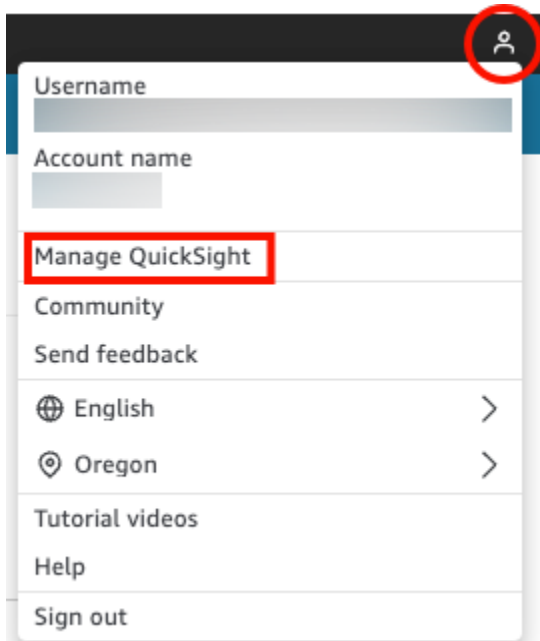 Username
Account name
Manage QuickSight
Community
Send feedback
English
Oregon
Tutorial videos
Help
Sign out